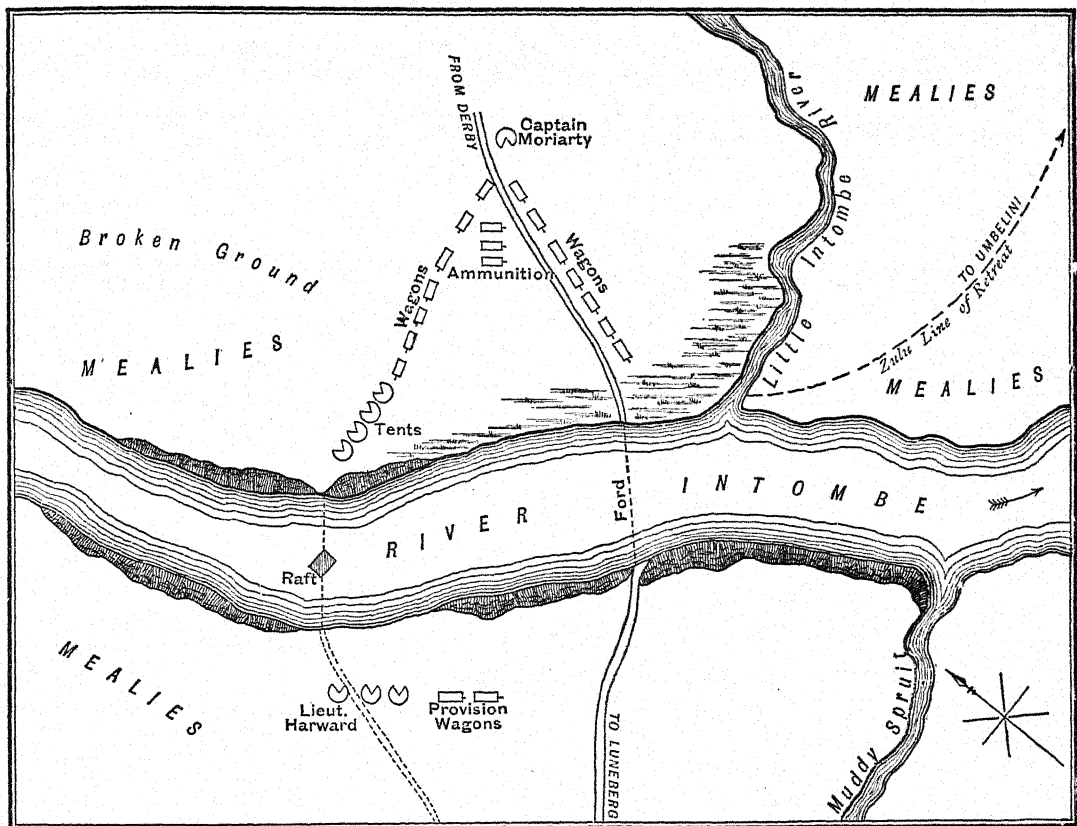 FROM DERBY
Captain
Moriarty
River
MEALIES
Broken Ground
Wagons
Ammunition
Wagons
Little Intombe
TO UMBELINI
Zulu Line of Retreat
MEALIES
MEALIES
Tents
RIVER
Ford
INTOMBE
Raft
MEALIES
Lieut.
Harward
Provision
Wagons
TO LUNEBERG
Muddy Spruit
N